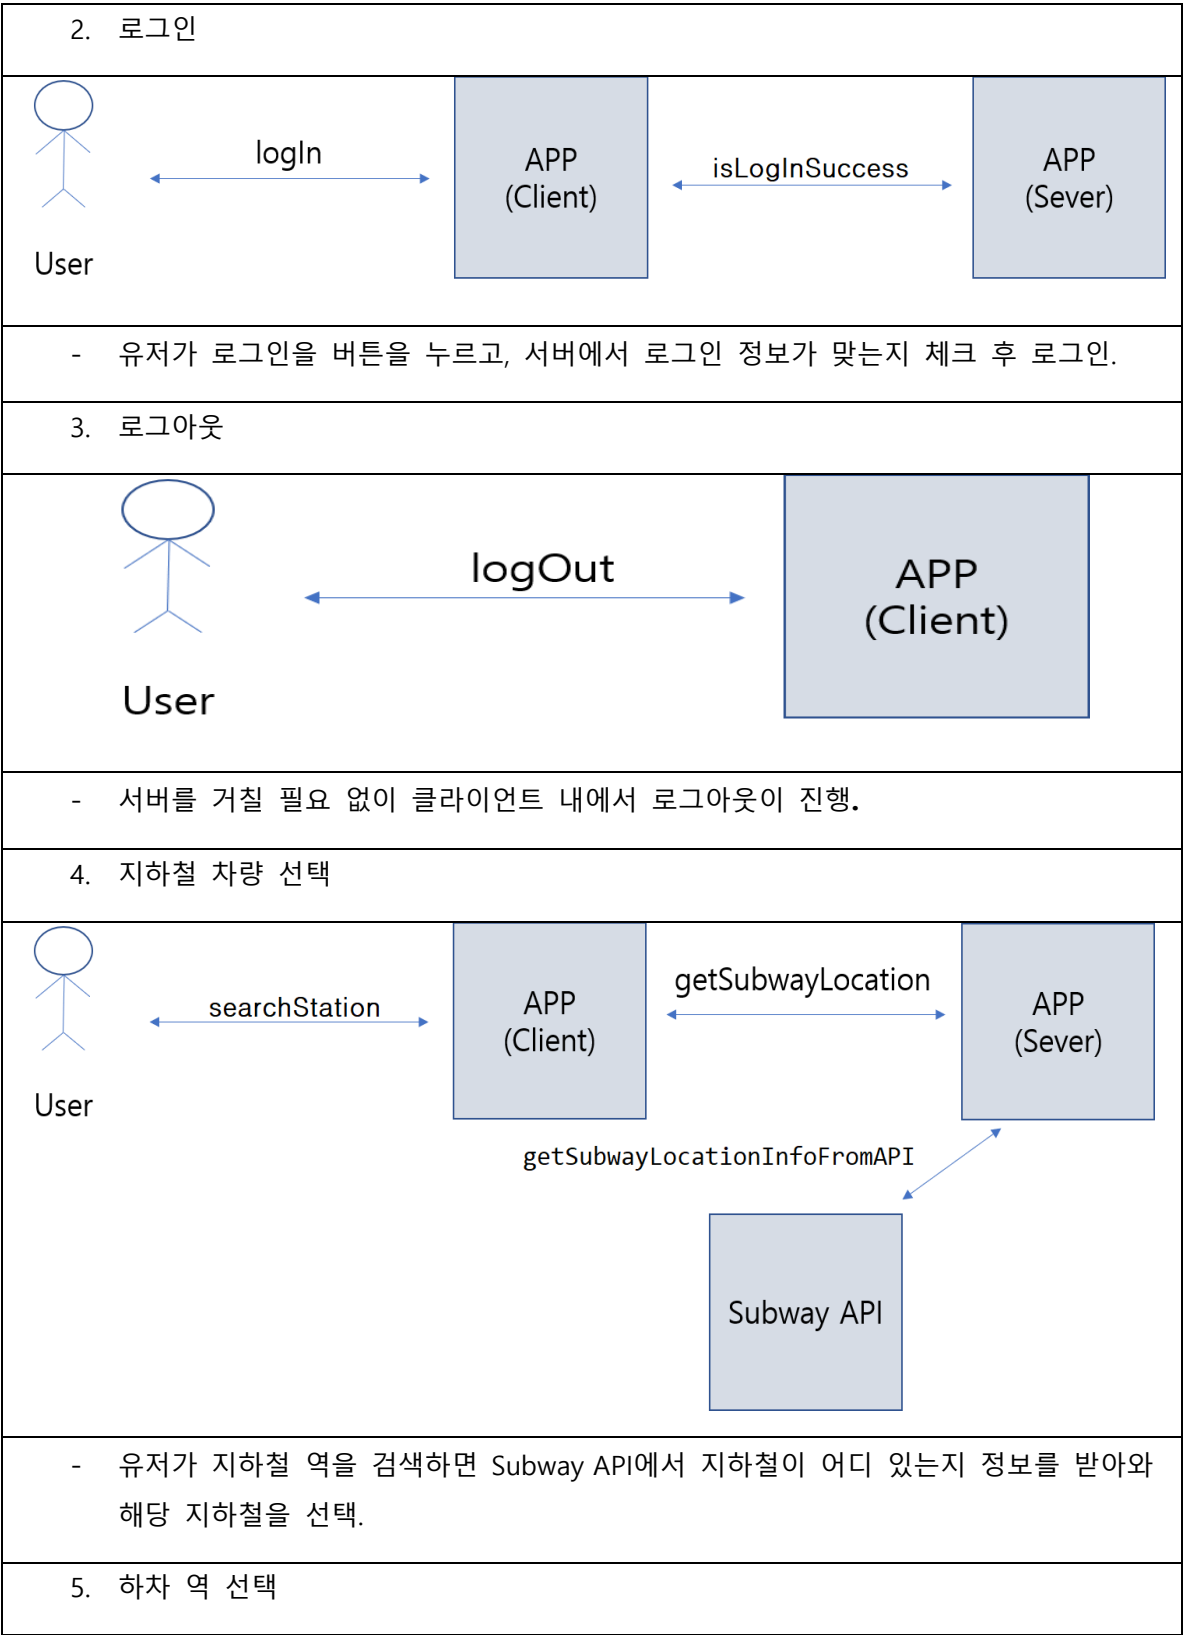 2. 로그인
logIn
APP
(Client)
isLogInSuccess
APP
(Sever)
User
- 유저가 로그인을 버튼을 누르고, 서버에서 로그인 정보가 맞는지 체크 후 로그인.
3. 로그아웃
logOut
APP
(Client)
User
- 서버를 거칠 필요 없이 클라이언트 내에서 로그아웃이 진행.
4. 지하철 차량 선택
searchStation
APP
(Client)
getSubwayLocation
APP
(Sever)
User
getSubwayLocationInfoFromAPI
Subway API
- 유저가 지하철 역을 검색하면 Subway API에서 지하철이 어디 있는지 정보를 받아와
해당 지하철을 선택.
5. 하차 역 선택